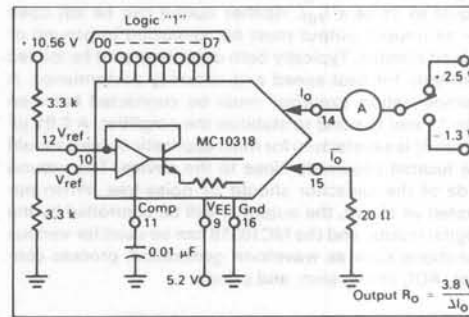 Logic "1"
+ 10.56 V
D0 D7
+ 2.5 V
Io
A
14
3.3 k
12 Vref
- 1.3 V
10
MC10318
Vref
Io
15
3.3 k
Comp VEE Gnd
20 Ω
11 9 16
0.01 µF
5.2 V
Output Ro = 3.8 V
ΔIo